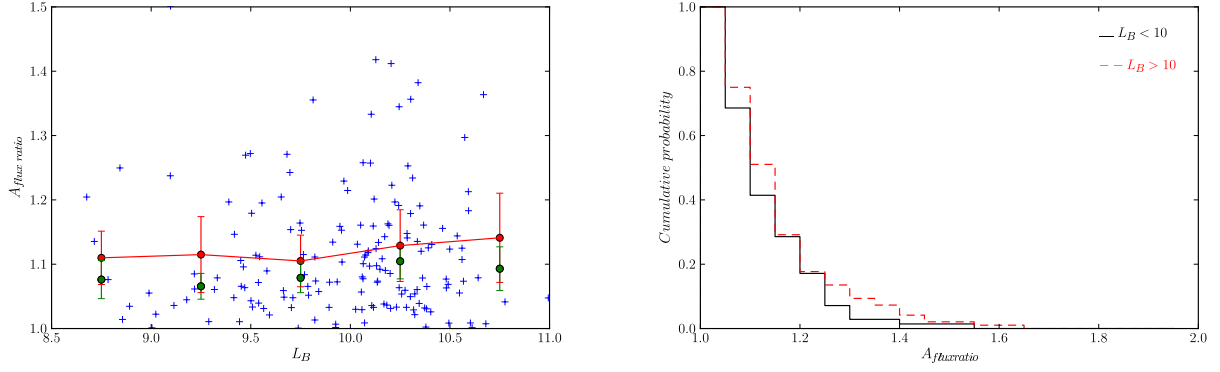 1.5
1.4
1.3
1.2
1.1
1.0
A_flux ratio
8.5 9.0 9.5 10.0 10.5 11.0
L_B
1.0
0.8
0.6
0.4
0.2
0.0
Cumulative probability
1.0 1.2 1.4 1.6 1.8 2.0
A_fluxratio
L_B < 10
L_B > 10